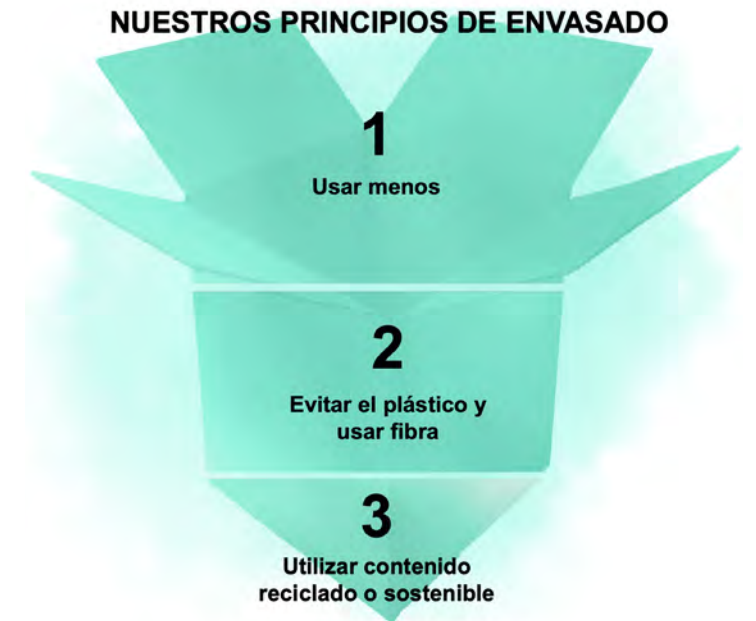 NUESTROS PRINCIPIOS DE ENVASADO
1
Usar menos
2
Evitar el plástico y
usar fibra
3
Utilizar contenido
reciclado o sostenible